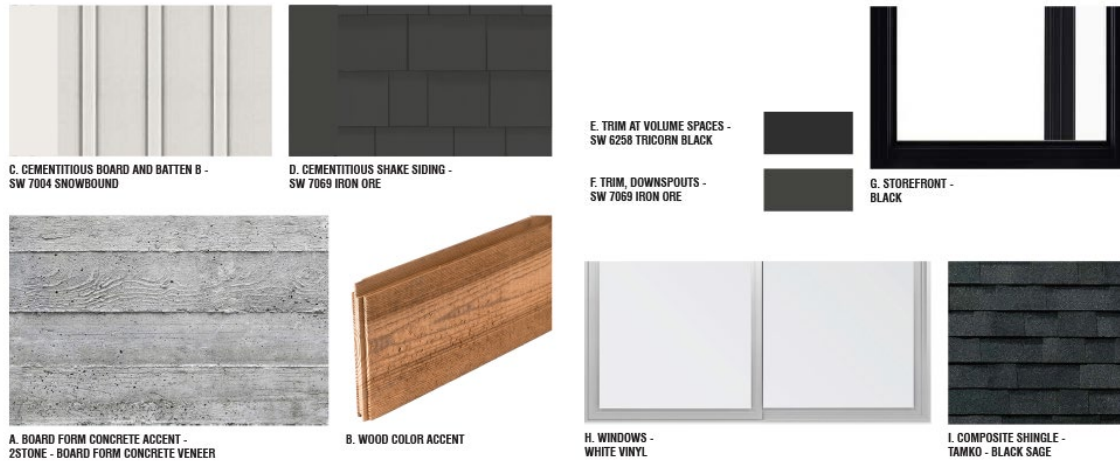 C. CEMENTITIOUS BOARD AND BATTEN B -
SW 7004 SNOWBOUND
D. CEMENTITIOUS SHAKE SIDING -
SW 7069 IRON ORE
E. TRIM AT VOLUME SPACES -
SW 6258 TRICORN BLACK
F. TRIM, DOWNSPOUTS -
SW 7069 IRON ORE
G. STOREFRONT -
BLACK
A. BOARD FORM CONCRETE ACCENT -
2STONE - BOARD FORM CONCRETE VENEER
B. WOOD COLOR ACCENT
H. WINDOWS -
WHITE VINYL
I. COMPOSITE SHINGLE -
TAMKO - BLACK SAGE